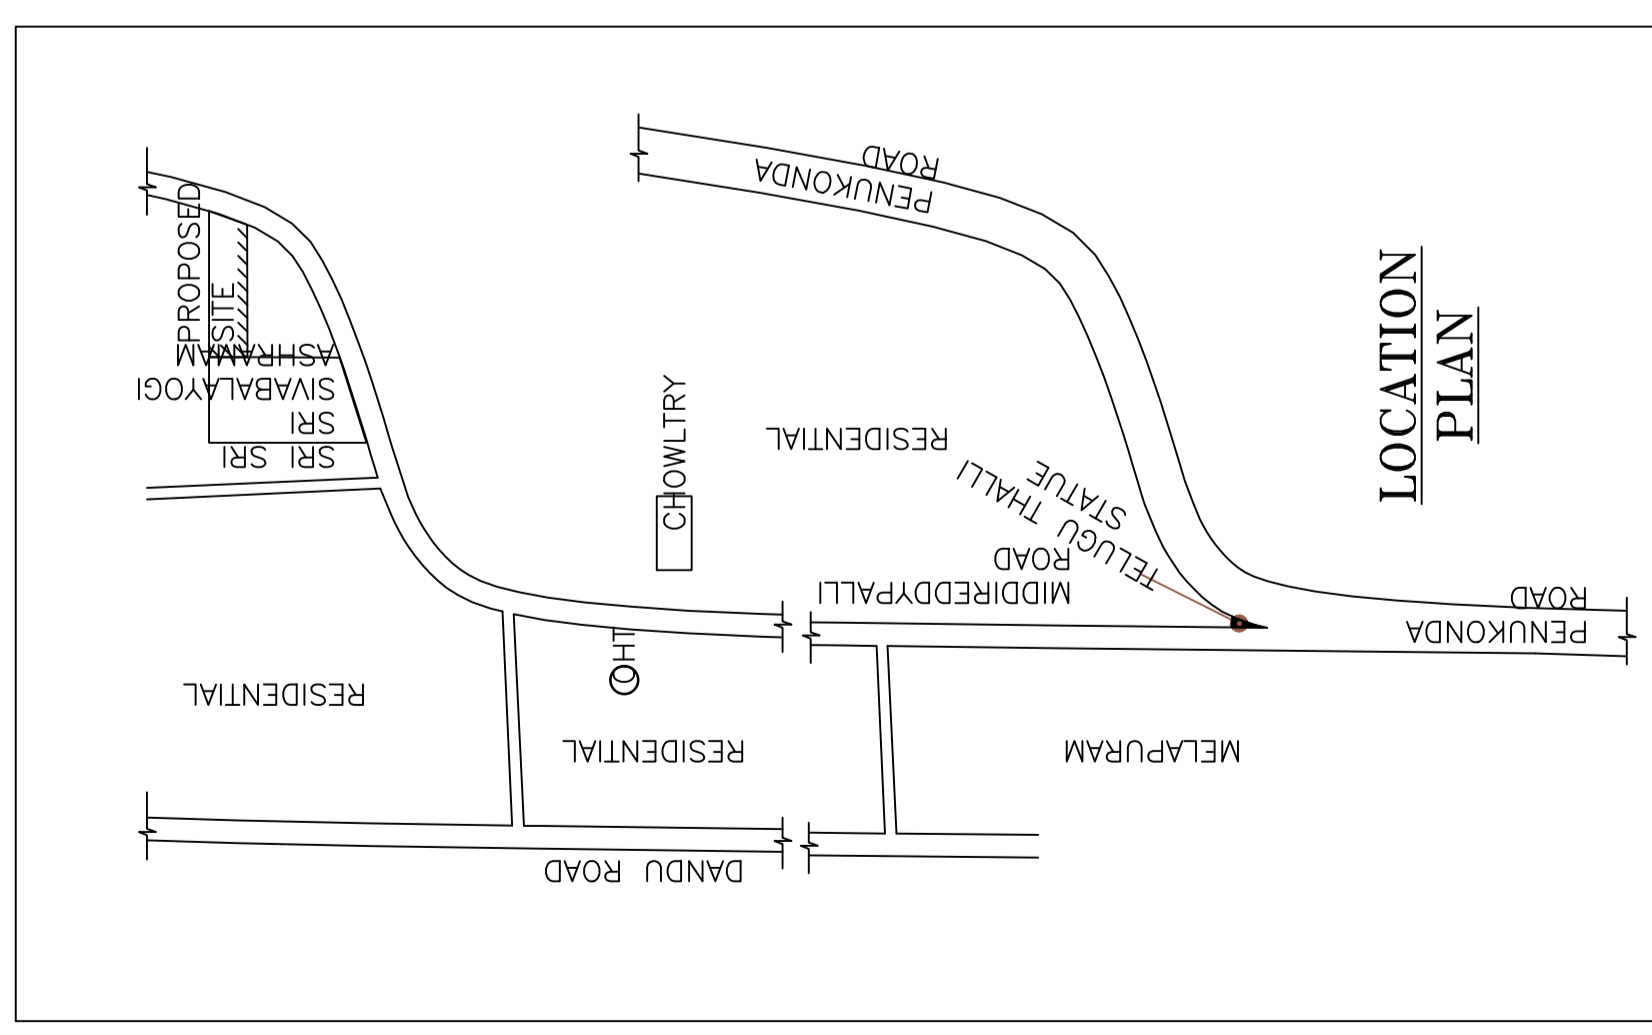 PENUKONDA
ROAD
PROPOSED
SITE
SRI SRI
SRI
SIVABALAYOGI
ASHRAMAM
CHOWLTRY
RESIDENTIAL
TELUGU THALLI
STATUE
MIDDIREDDYPALLI
ROAD
PENUKONDA
ROAD
OHT
RESIDENTIAL
RESIDENTIAL
MELAPURAM
DANDU ROAD
LOCATION
PLAN